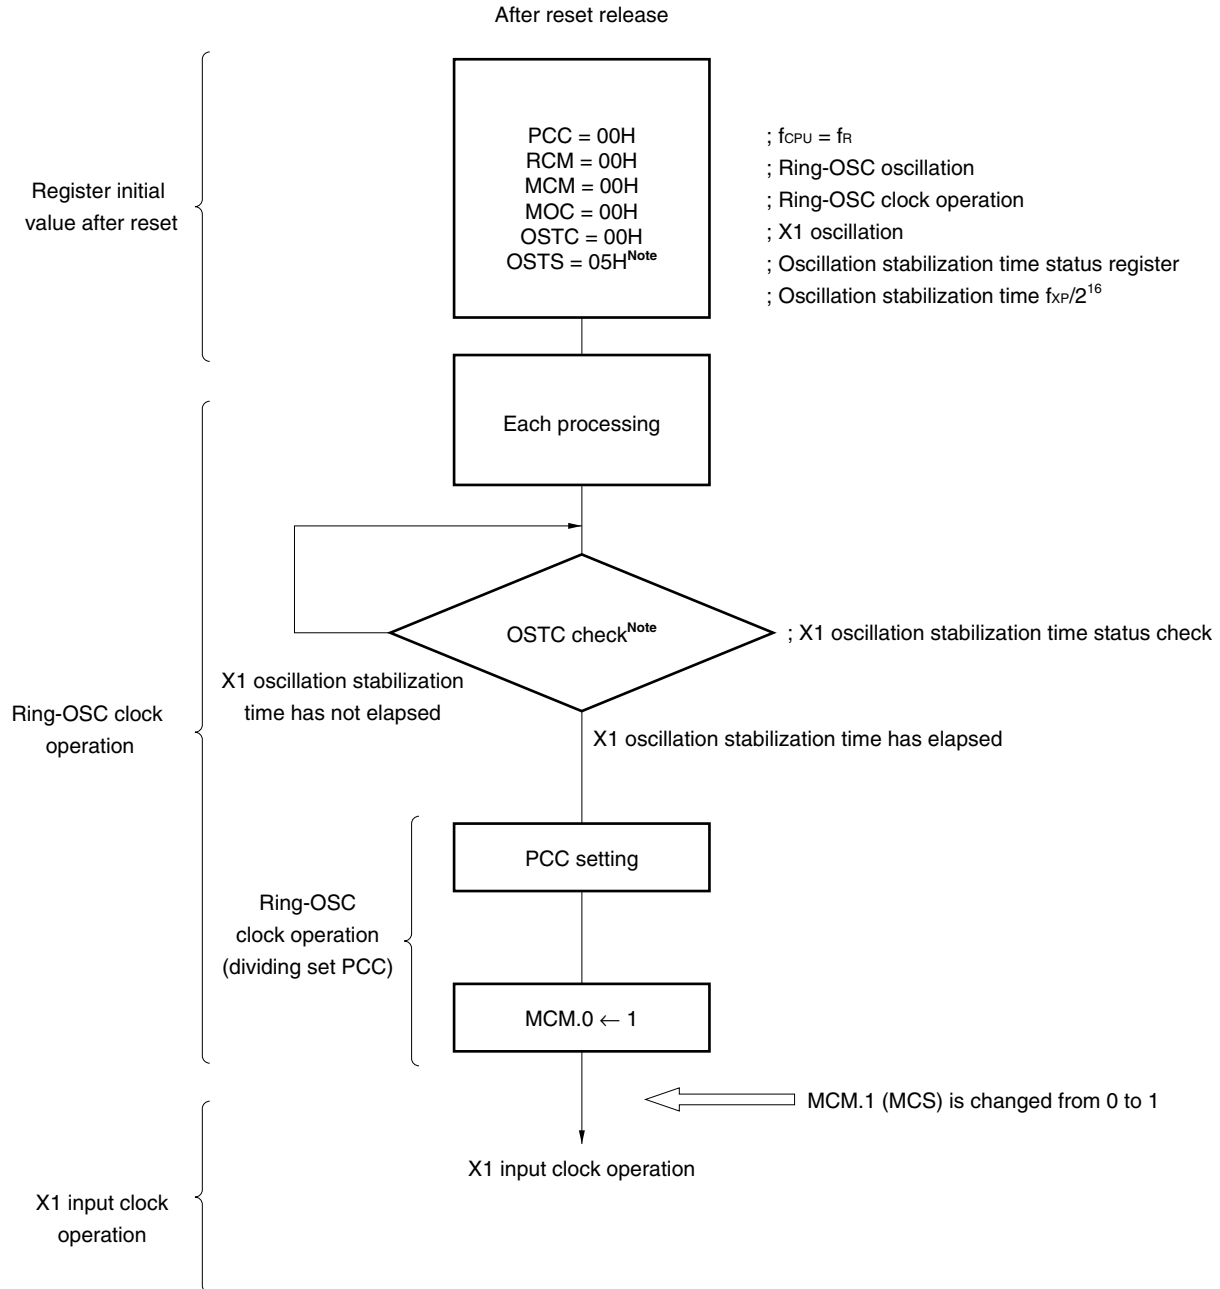 After reset release
Register initial
value after reset
PCC = 00H
RCM = 00H
MCM = 00H
MOC = 00H
OSTC = 00H
OSTS = 05HNote
; fCPU = fR
; Ring-OSC oscillation
; Ring-OSC clock operation
; X1 oscillation
; Oscillation stabilization time status register
; Oscillation stabilization time fXP/2^16
Each processing
Ring-OSC clock
operation
OSTC checkNote
; X1 oscillation stabilization time status check
X1 oscillation stabilization
time has not elapsed
X1 oscillation stabilization time has elapsed
Ring-OSC
clock operation
(dividing set PCC)
PCC setting
MCM.0 ← 1
MCM.1 (MCS) is changed from 0 to 1
X1 input clock operation
X1 input clock
operation